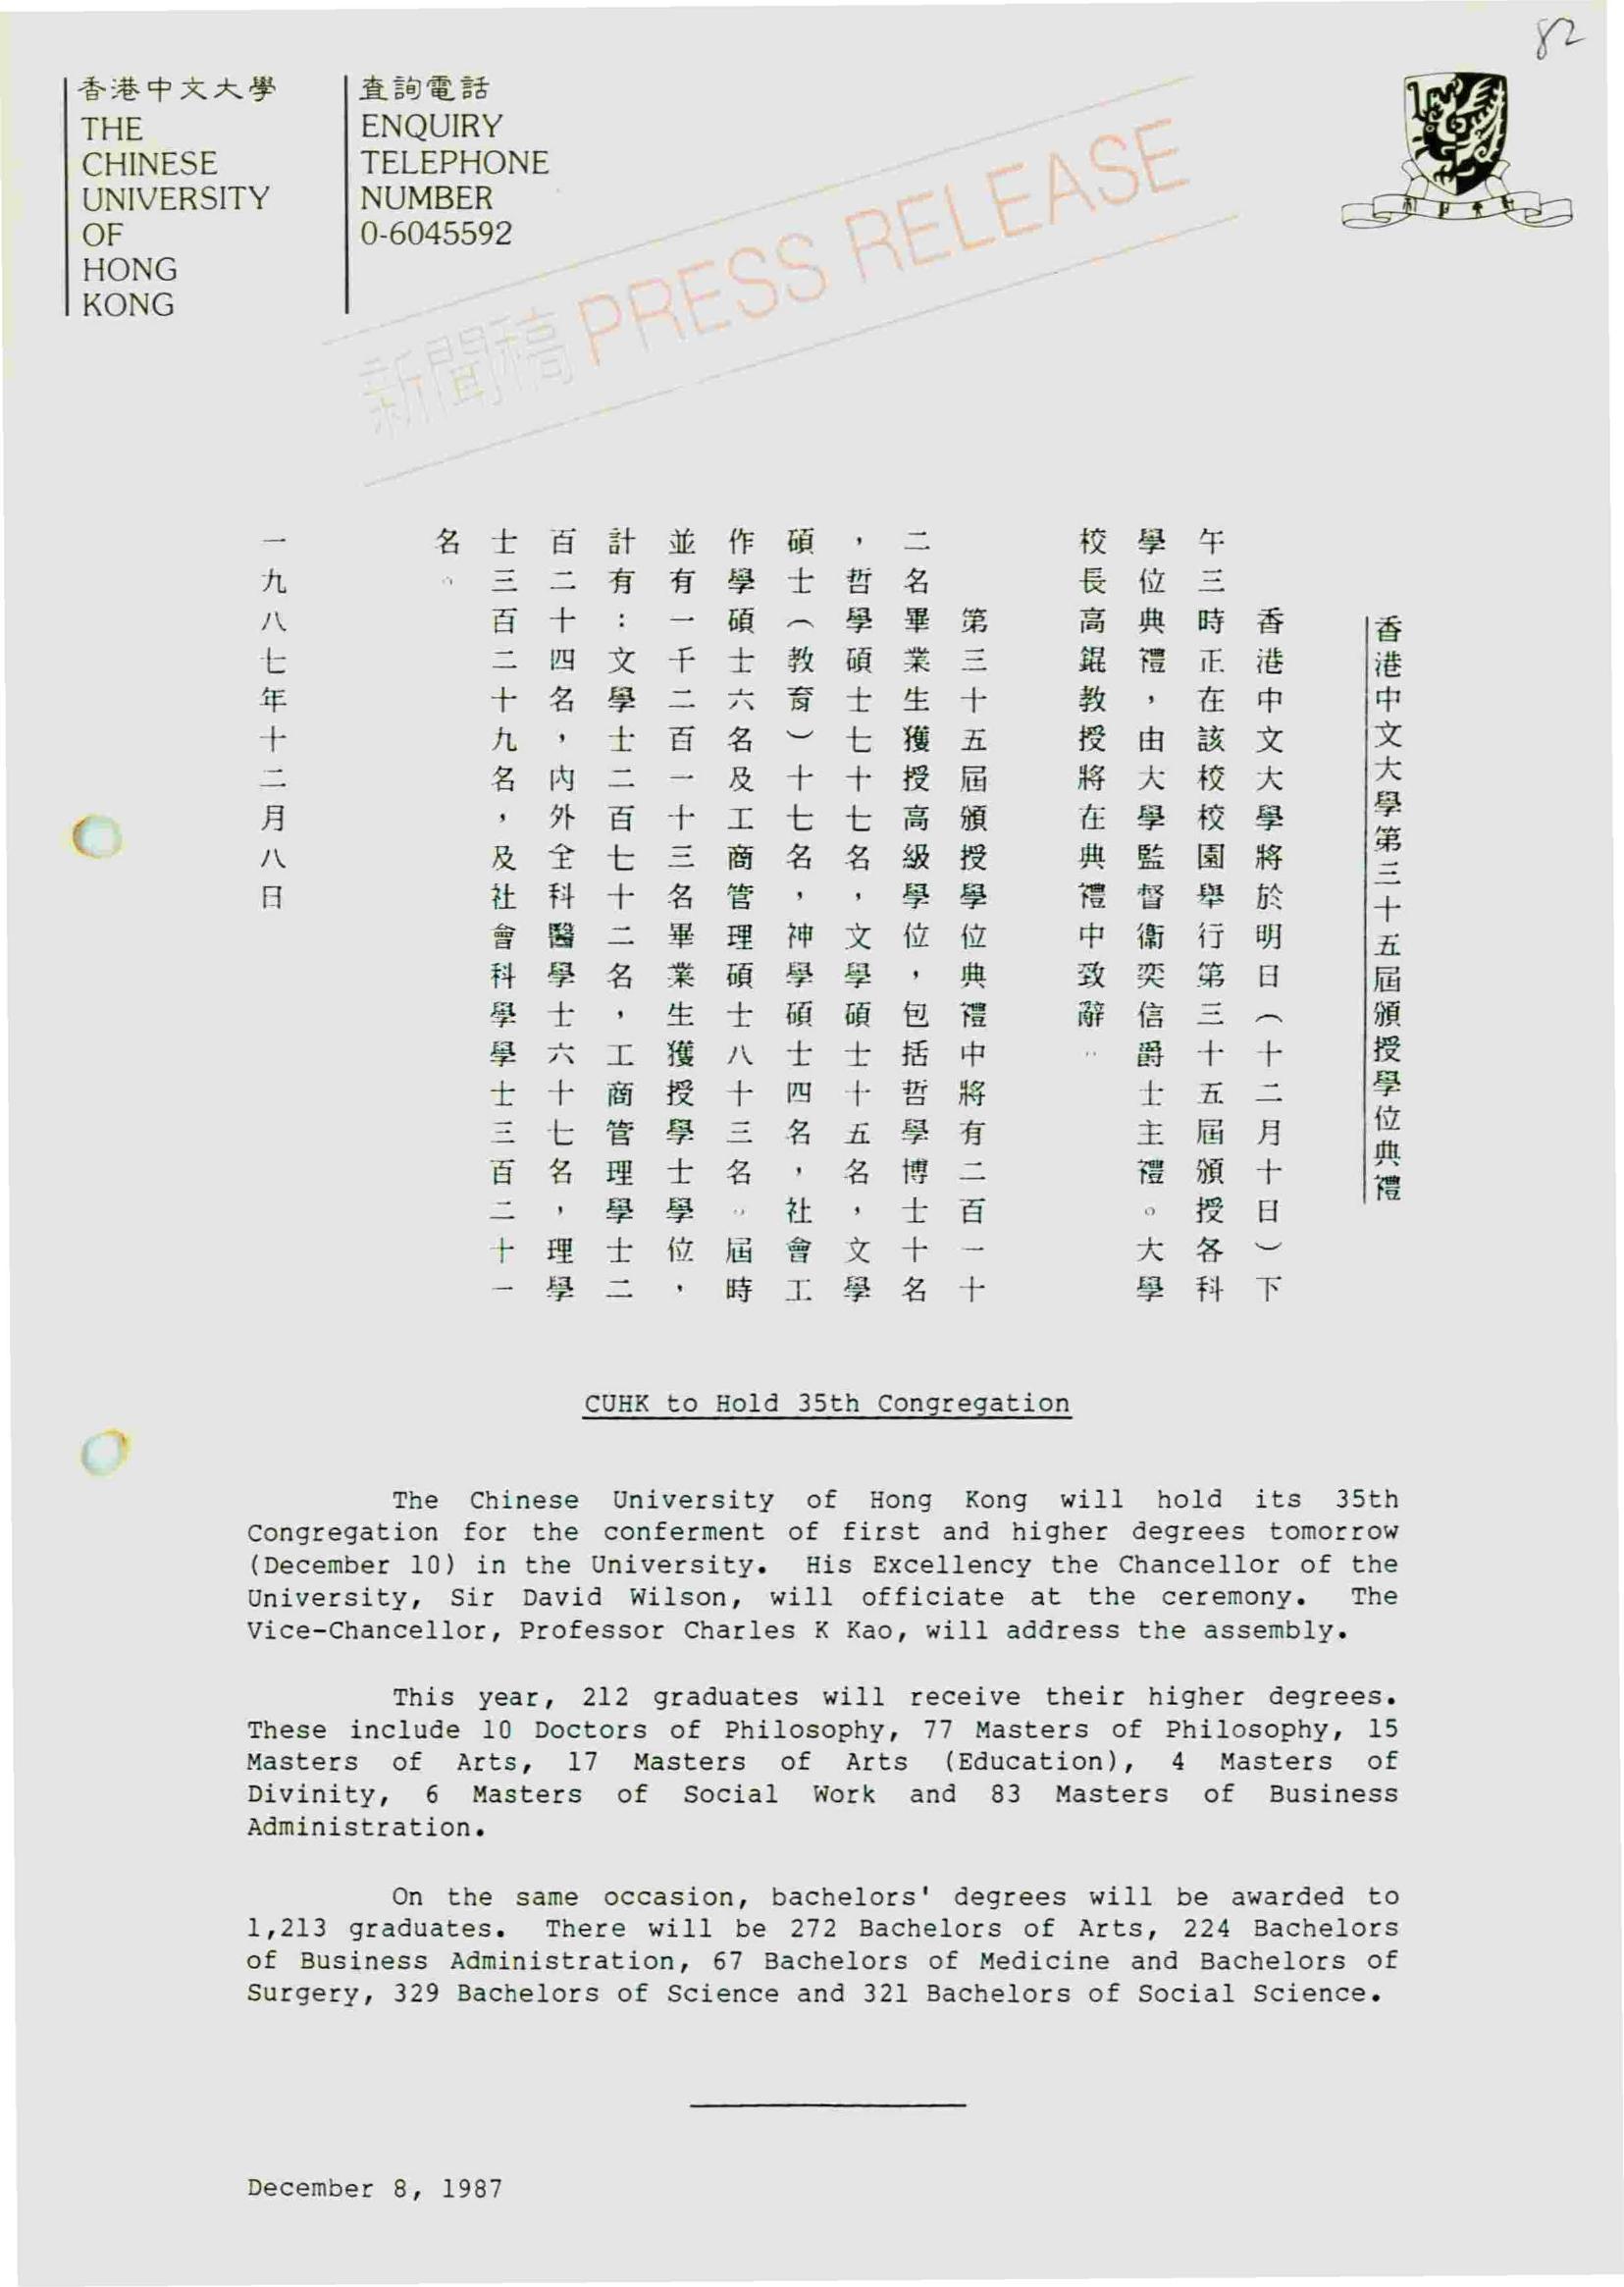 82
香港中文大學
THE
CHINESE
UNIVERSITY
OF
HONG
KONG
查詢電話
ENQUIRY
TELEPHONE
NUMBER
0-6045592
新聞稿 PRESS RELEASE
香港中文大學第三十五屆頒授學位典禮
香港中文大學將於明日（十二月十日）下
午三時正在該校校園舉行第三十五屆頒授各科
學位典禮，由大學監督衞奕信爵士主禮。大學
校長高錕教授將在典禮中致辭。
第三十五屆頒授學位典禮中將有二百一十
二名畢業生獲授高級學位，包括哲學博士十名
，哲學碩士七十七名，文學碩士十五名，文學
碩士（教育）十七名，神學碩士四名，社會工
作學碩士六名及工商管理碩士八十三名。屆時
並有一千二百一十三名畢業生獲授學士學位，
計有：文學士二百七十二名，工商管理學士二
百二十四名，內外全科醫學士六十七名，理學
士三百二十九名，及社會科學學士三百二十一
名。
一九八七年十二月八日
CUHK to Hold 35th Congregation
The Chinese University of Hong Kong will hold its 35th
Congregation for the conferment of first and higher degrees tomorrow
(December 10) in the University. His Excellency the Chancellor of the
University, Sir David Wilson, will officiate at the ceremony. The
Vice-Chancellor, Professor Charles K Kao, will address the assembly.
This year, 212 graduates will receive their higher degrees.
These include 10 Doctors of Philosophy, 77 Masters of Philosophy, 15
Masters of Arts, 17 Masters of Arts (Education), 4 Masters of
Divinity, 6 Masters of Social Work and 83 Masters of Business
Administration.
On the same occasion, bachelors' degrees will be awarded to
1,213 graduates. There will be 272 Bachelors of Arts, 224 Bachelors
of Business Administration, 67 Bachelors of Medicine and Bachelors of
Surgery, 329 Bachelors of Science and 321 Bachelors of Social Science.
December 8, 1987